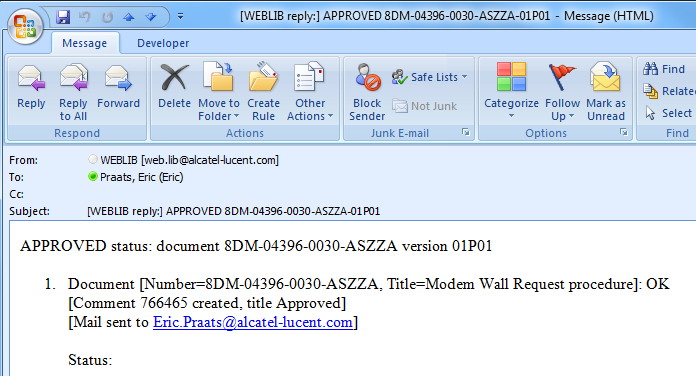 [WEBLIB reply:] APPROVED 8DM-04396-0030-ASZZA-01P01 - Message (HTML)
Message Developer
Reply
Reply to All
Forward
Respond
Delete
Move to Folder
Create Rule
Other Actions
Actions
Block Sender
Safe Lists
Not Junk
Junk E-mail
Categorize
Follow Up
Mark as Unread
Options
Find
Relate
Select
Find
From: WEBLIB [web.lib@alcatel-lucent.com]
To: Praats, Eric (Eric)
Cc:
Subject: [WEBLIB reply:] APPROVED 8DM-04396-0030-ASZZA-01P01
APPROVED status: document 8DM-04396-0030-ASZZA version 01P01
1. Document [Number=8DM-04396-0030-ASZZA, Title=Modem Wall Request procedure]: OK
[Comment 766465 created, title Approved]
[Mail sent to Eric.Praats@alcatel-lucent.com]
Status: